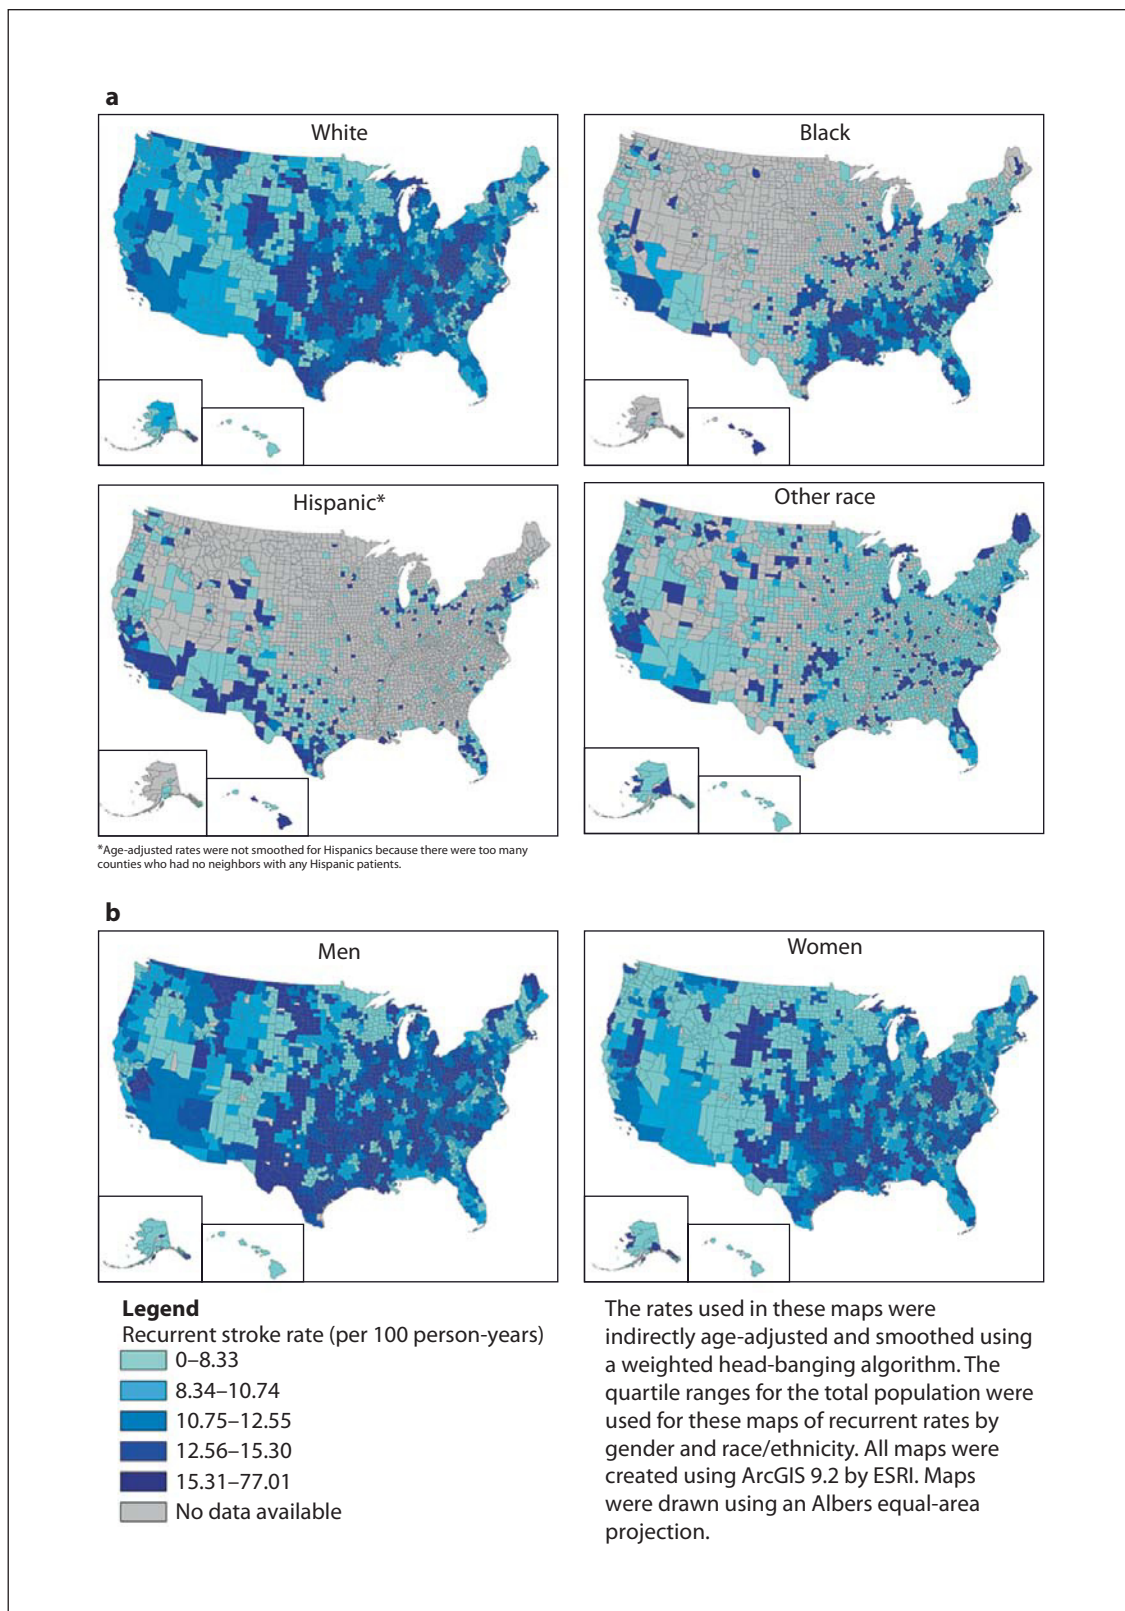 a
White
Black
Hispanic*
Other race
*Age-adjusted rates were not smoothed for Hispanics because there were too many
counties who had no neighbors with any Hispanic patients.
b
Men
Women
Legend
Recurrent stroke rate (per 100 person-years)
0–8.33
8.34–10.74
10.75–12.55
12.56–15.30
15.31–77.01
No data available
The rates used in these maps were
indirectly age-adjusted and smoothed using
a weighted head-banging algorithm. The
quartile ranges for the total population were
used for these maps of recurrent rates by
gender and race/ethnicity. All maps were
created using ArcGIS 9.2 by ESRI. Maps
were drawn using an Albers equal-area
projection.